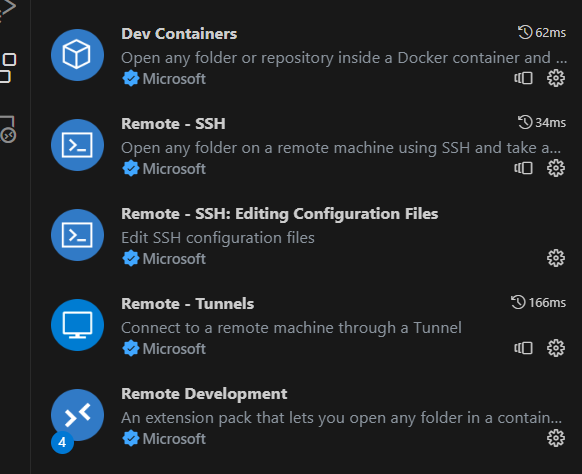 Dev Containers
62ms
Open any folder or repository inside a Docker container and ...
Microsoft
Remote - SSH
34ms
Open any folder on a remote machine using SSH and take a...
Microsoft
Remote - SSH: Editing Configuration Files
Edit SSH configuration files
Microsoft
Remote - Tunnels
166ms
Connect to a remote machine through a Tunnel
Microsoft
Remote Development
An extension pack that lets you open any folder in a contain...
4
Microsoft